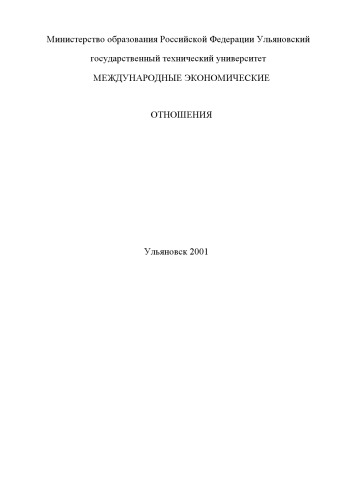 Министерство образования Российской Федерации Ульяновский
государственный технический университет
МЕЖДУНАРОДНЫЕ ЭКОНОМИЧЕСКИЕ
ОТНОШЕНИЯ
Ульяновск 2001